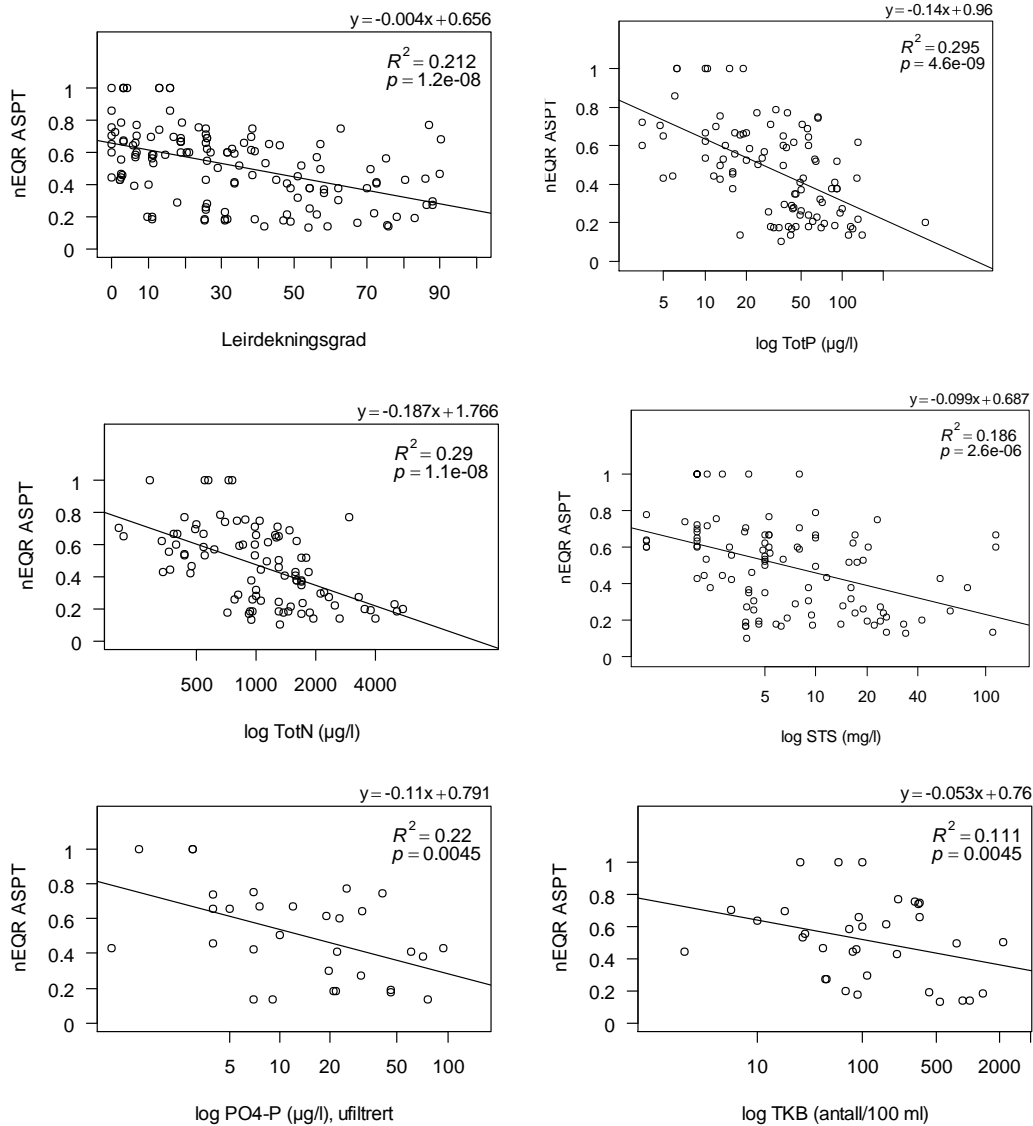 y = -0.004x + 0.656
R² = 0.212
p = 1.2e-08
nEQR ASPT
1
0.8
0.6
0.4
0.2
0
0 10 30 50 70 90
Leirdekningsgrad
y = -0.14x + 0.96
R² = 0.295
p = 4.6e-09
nEQR ASPT
1
0.8
0.6
0.4
0.2
0
5 10 20 50 100
log TotP (µg/l)
y = -0.187x + 1.766
R² = 0.29
p = 1.1e-08
nEQR ASPT
1
0.8
0.6
0.4
0.2
0
500 1000 2000 4000
log TotN (µg/l)
y = -0.099x + 0.687
R² = 0.186
p = 2.6e-06
nEQR ASPT
1
0.8
0.6
0.4
0.2
0
5 10 20 40 100
log STS (mg/l)
y = -0.11x + 0.791
R² = 0.22
p = 0.0045
nEQR ASPT
1
0.8
0.6
0.4
0.2
0
5 10 20 50 100
log PO4-P (µg/l), ufiltrert
y = -0.053x + 0.76
R² = 0.111
p = 0.0045
nEQR ASPT
1
0.8
0.6
0.4
0.2
0
10 100 500 2000
log TKB (antall/100 ml)